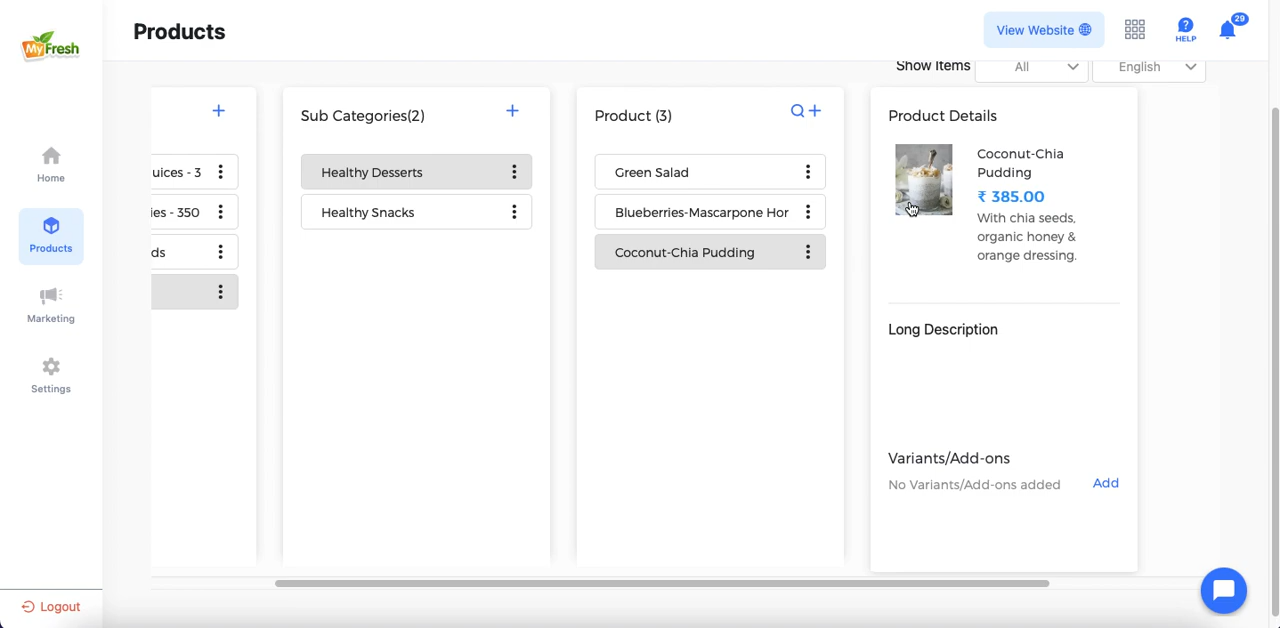 MyFresh
Products
View Website
HELP
29
Show Items
All
English
Home
Products
Marketing
Settings
Logout
uices - 3
ies - 350
ds
Sub Categories(2)
Healthy Desserts
Healthy Snacks
Product (3)
Green Salad
Blueberries-Mascarpone Hor
Coconut-Chia Pudding
Product Details
Coconut-Chia
Pudding
₹ 385.00
With chia seeds,
organic honey &
orange dressing.
Long Description
Variants/Add-ons
No Variants/Add-ons added
Add